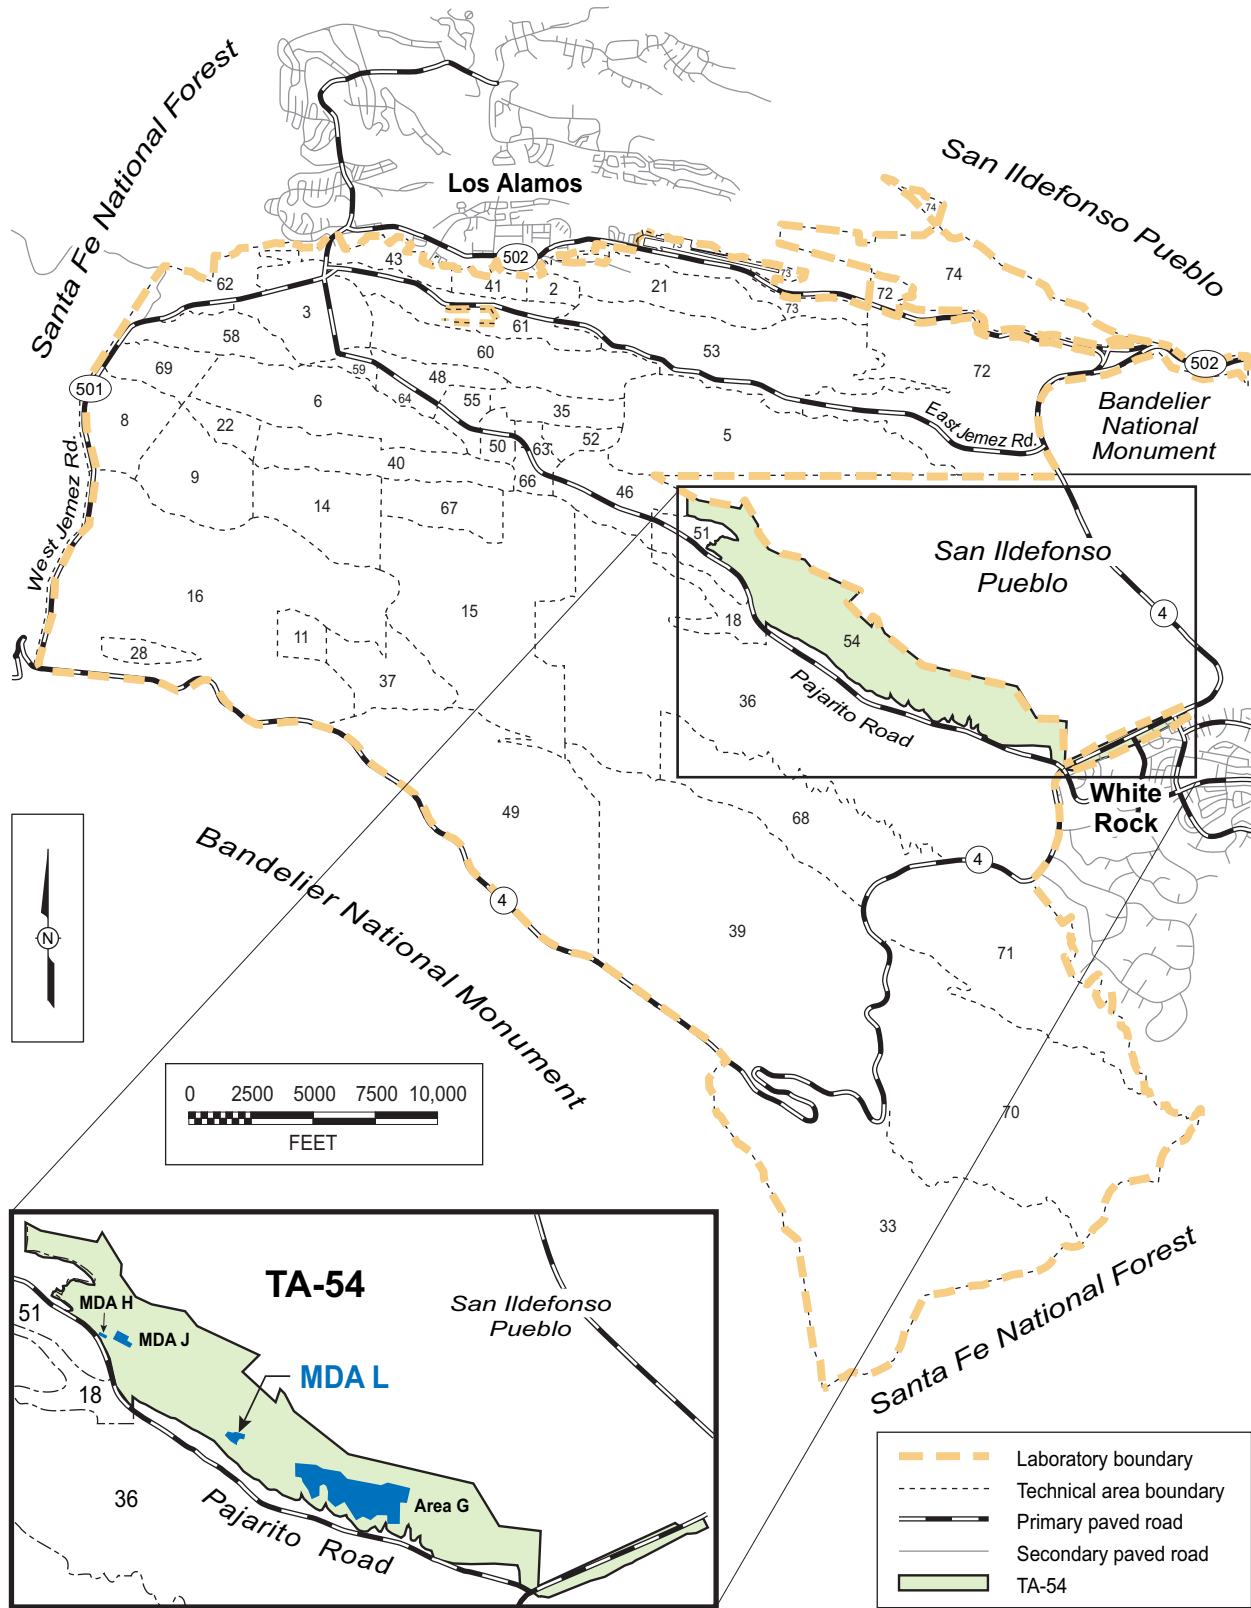 Santa Fe National Forest
San Ildefonso Pueblo
Los Alamos
74
74
502
43
62
41
2
21
73
72
73
3
61
58
53
60
502
69
59
48
72
501
64
55
6
35
Bandelier
National
Monument
8
22
East Jemez Rd.
5
50
63
52
9
40
66
46
14
67
West Jemez Rd.
51
San Ildefonso
Pueblo
16
15
18
4
11
54
28
37
36
Pajarito Road
White
Rock
49
68
4
Bandelier National Monument
4
N
39
71
0 2500 5000 7500 10,000
FEET
70
33
Santa Fe National Forest
TA-54
MDA H
San Ildefonso
Pueblo
51
MDA J
MDA L
18
36
Area G
Pajarito Road
Laboratory boundary
Technical area boundary
Primary paved road
Secondary paved road
TA-54